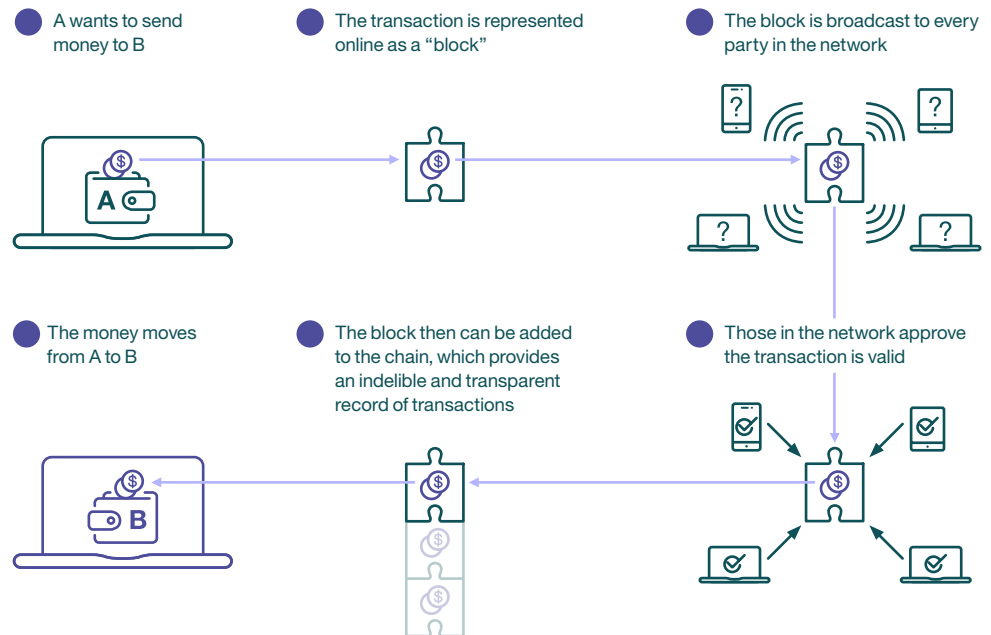 A wants to send
money to B
The transaction is represented
online as a “block”
The block is broadcast to every
party in the network
$
A
$
$
?
?
?
?
The money moves
from A to B
The block then can be added
to the chain, which provides
an indelible and transparent
record of transactions
Those in the network approve
the transaction is valid
$
B
$
$
$
$